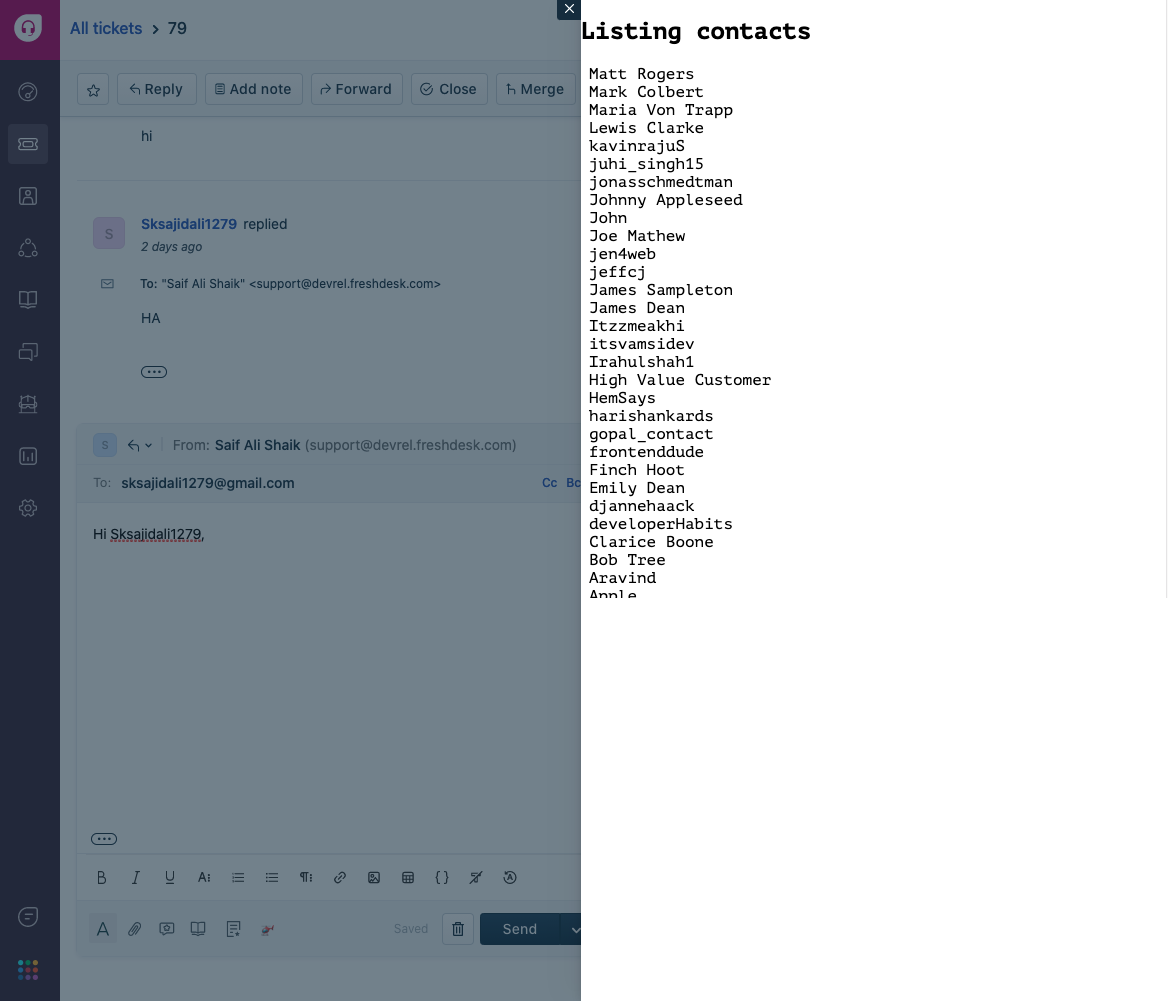 All tickets > 79
Reply
Add note
Forward
Close
Merge
hi
S
Sksajidali1279 replied
2 days ago
To: "Saif Ali Shaik" <support@devrel.freshdesk.com>
HA
S
From: Saif Ali Shaik (support@devrel.freshdesk.com)
To: sksajidali1279@gmail.com
Cc Bc
Hi Sksajidali1279,
B I U A
Saved
Send
Listing contacts
Matt Rogers
Mark Colbert
Maria Von Trapp
Lewis Clarke
kavinrajuS
juhi_singh15
jonasschmedtman
Johnny Appleseed
John
Joe Mathew
jen4web
jeffcj
James Sampleton
James Dean
Itzzmeakhi
itsvamsidev
Irahulshah1
High Value Customer
HemSays
harishankards
gopal_contact
frontenddude
Finch Hoot
Emily Dean
djannehaack
developerHabits
Clarice Boone
Bob Tree
Aravind
Apple